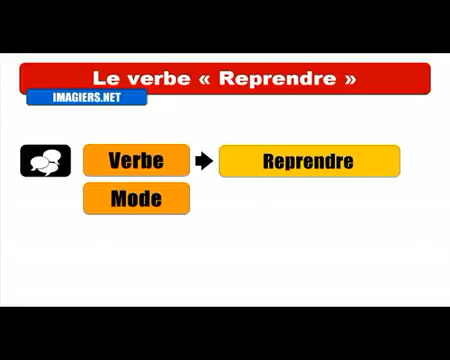 Le verbe « Reprendre »
IMAGIERS.NET
Verbe Reprendre
Mode